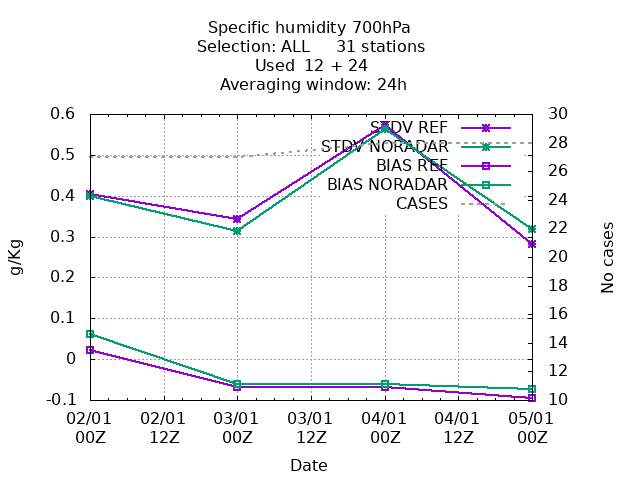 Specific humidity 700hPa
Selection: ALL 31 stations
Used 12 + 24
Averaging window: 24h
0.6
0.5
0.4
0.3
0.2
0.1
0
-0.1
g/Kg
30
28
26
24
22
20
18
16
14
12
10
No cases
STDV REF
STDV NORADAR
BIAS REF
BIAS NORADAR
CASES
02/01 00Z
02/01 12Z
03/01 00Z
03/01 12Z
04/01 00Z
04/01 12Z
05/01 00Z
Date